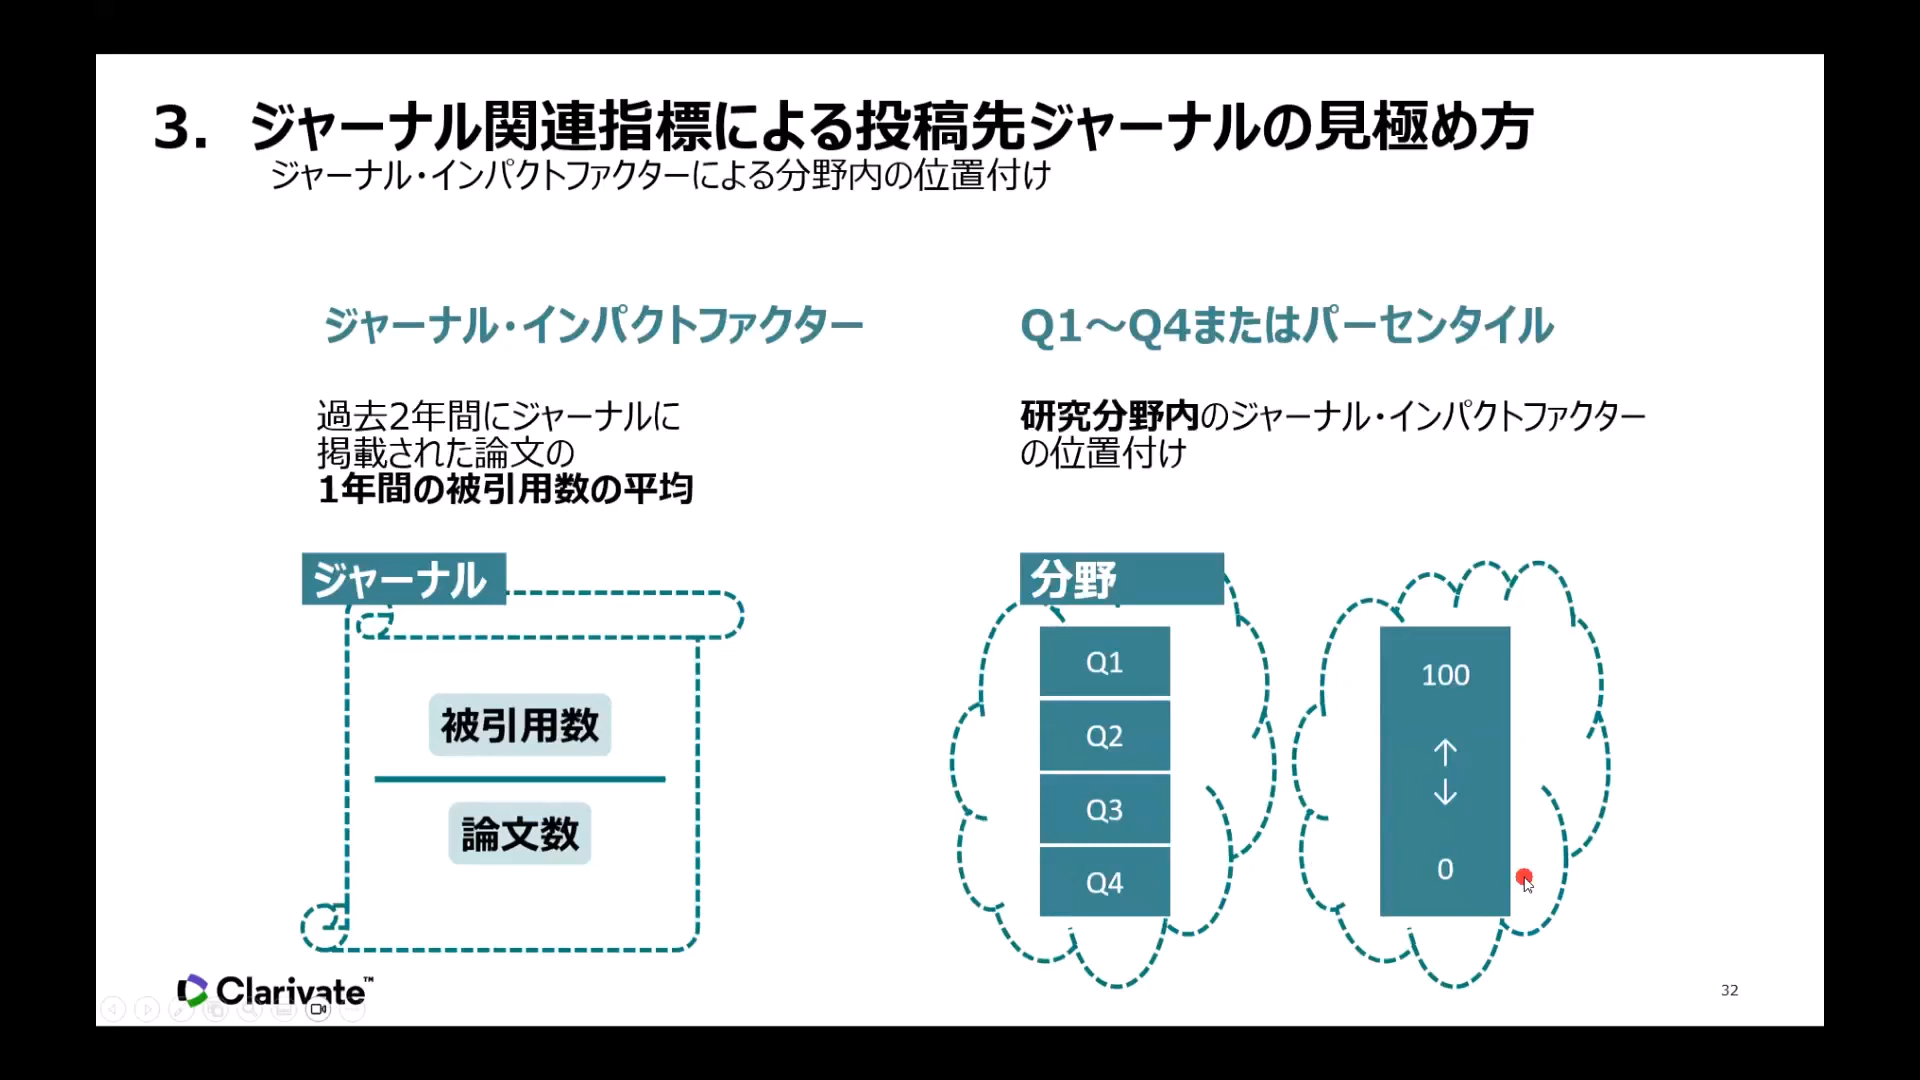 3. ジャーナル関連指標による投稿先ジャーナルの見極め方
ジャーナル・インパクトファクターによる分野内の位置付け
ジャーナル・インパクトファクター
過去2年間にジャーナルに
掲載された論文の
1年間の被引用数の平均
ジャーナル
被引用数
論文数
Q1～Q4またはパーセンタイル
研究分野内のジャーナル・インパクトファクター
の位置付け
分野
Q1
Q2
Q3
Q4
100
↑
↓
0
Clarivate™
32